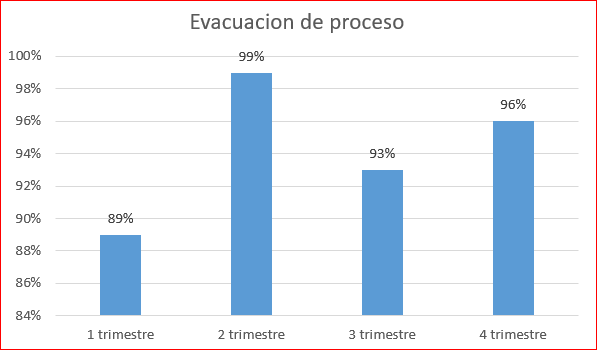 Evacuacion de proceso
100%
98%
96%
94%
92%
90%
88%
86%
84%
89%
99%
93%
96%
1 trimestre
2 trimestre
3 trimestre
4 trimestre